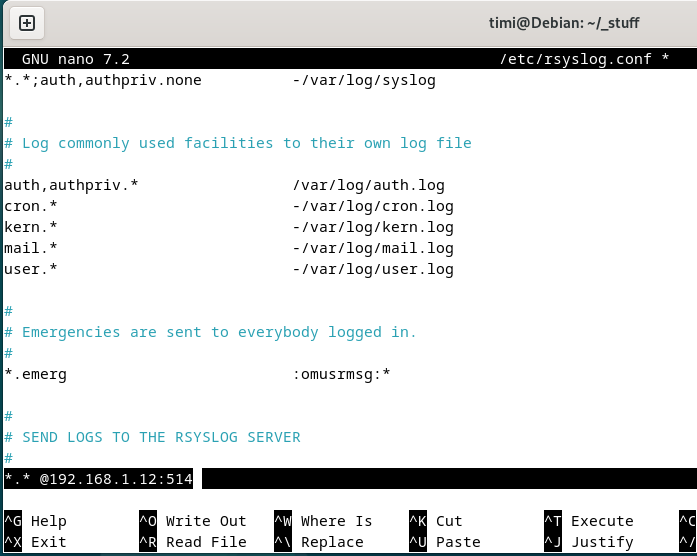 timi@Debian: ~/_stuff
GNU nano 7.2 /etc/rsyslog.conf *
*.*;auth,authpriv.none -/var/log/syslog
#
# Log commonly used facilities to their own log file
#
auth,authpriv.* /var/log/auth.log
cron.* -/var/log/cron.log
kern.* -/var/log/kern.log
mail.* -/var/log/mail.log
user.* -/var/log/user.log
#
# Emergencies are sent to everybody logged in.
#
*.emerg :omusrmsg:*
#
# SEND LOGS TO THE RSYSLOG SERVER
#
*.* @192.168.1.12:514
^G Help ^O Write Out ^W Where Is ^K Cut ^T Execute ^C
^X Exit ^R Read File ^\ Replace ^U Paste ^J Justify ^/